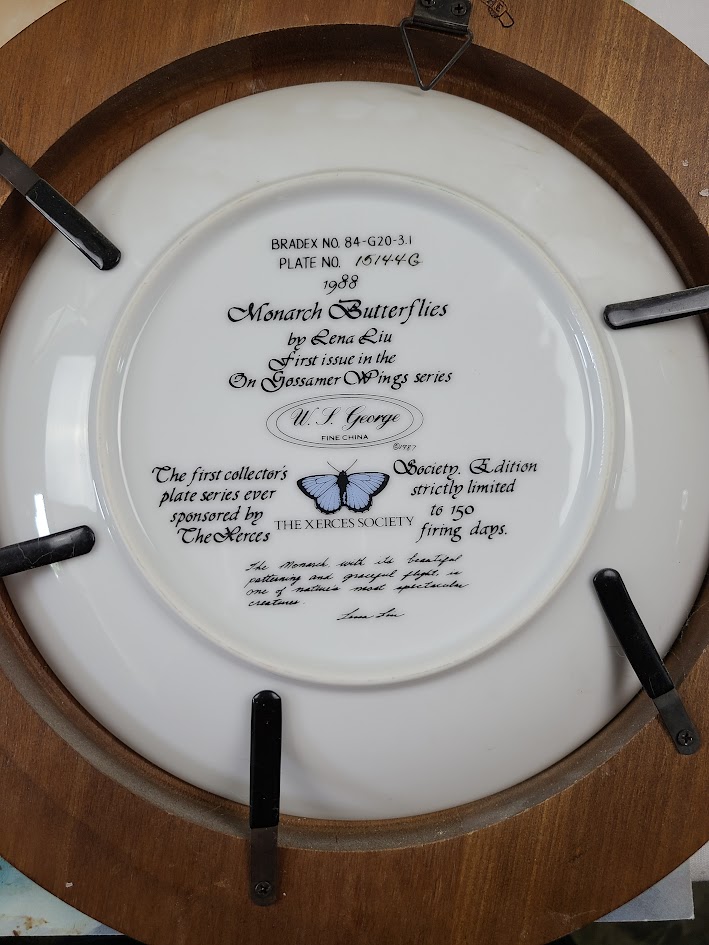 BRADEX NO. 84-G20-3.1
PLATE NO. 15144G
1988
Monarch Butterflies
by Lena Liu
First issue in the
On Gossamer Wings series
W. S. George
FINE CHINA
©1987
The first collector's
plate series ever
sponsored by
The Xerces
THE XERCES SOCIETY
Society. Edition
strictly limited
to 150
firing days.
The Monarch with its beautiful
patterning and graceful flight, is
one of nature's most spectacular
creatures.
Lena Liu